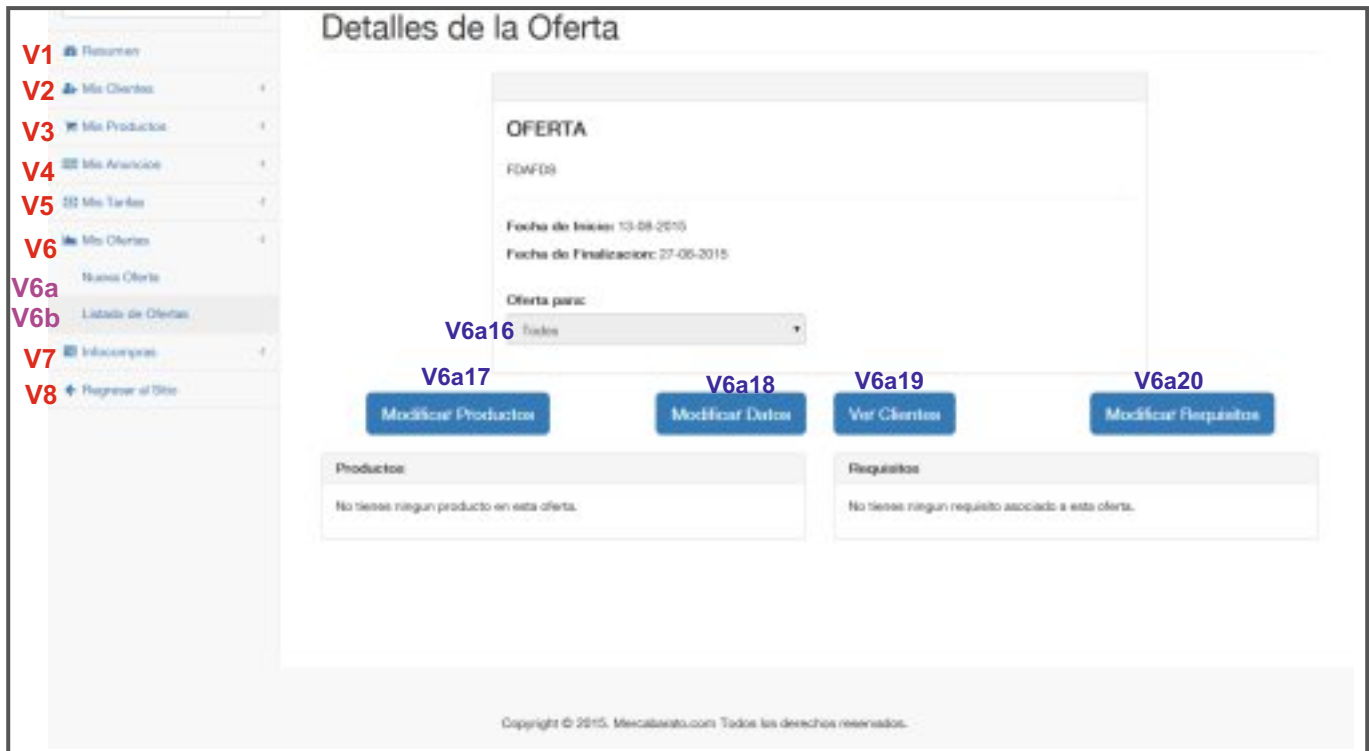 Detalles de la Oferta
V1 Resumen
V2 Mis Clientes
V3 Mis Productos
V4 Mis Anuncios
V5 Mis Tarifas
V6 Mis Ofertas
V6a Nueva Oferta
V6b Listado de Ofertas
V7 Infocompras
V8 Regresar al Sitio
OFERTA
FDAFDS
Fecha de Inicio: 13-08-2015
Fecha de Finalizacion: 27-08-2015
Oferta para:
V6a16 Todos
V6a17 V6a18 V6a19 V6a20
Modificar Productos Modificar Datos Ver Clientes Modificar Requisitos
Productos
No tienes ningun producto en esta oferta.
Requisitos
No tienes ningun requisito asociado a esta oferta.
Copyright © 2015. Mercabarato.com Todos los derechos reservados.